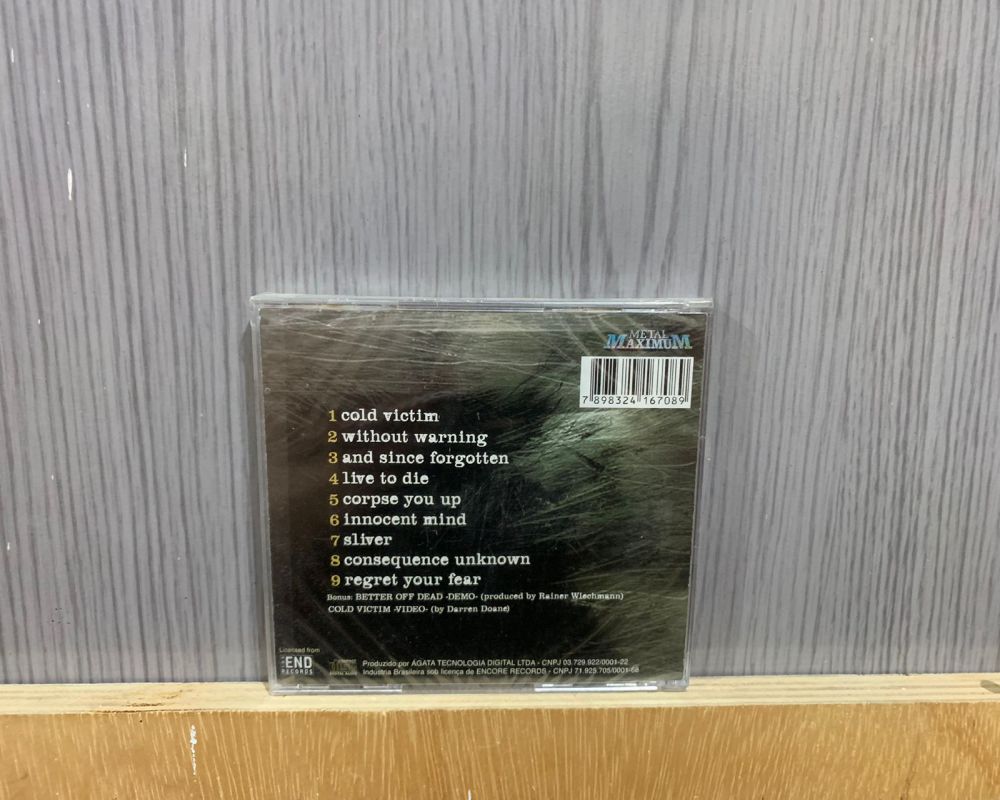 METAL
MAXIMUM
7 898324 167089
1 cold victim
2 without warning
3 and since forgotten
4 live to die
5 corpse you up
6 innocent mind
7 sliver
8 consequence unknown
9 regret your fear
Bonus: BETTER OFF DEAD -DEMO- (produced by Rainer Wiechmann)
COLD VICTIM -VIDEO- (by Darren Doane)
Licensed from
THE END
RECORDS
Produzido por ÁGATA TECNOLOGIA DIGITAL LTDA - CNPJ 03.729.922/0001-22
Indústria Brasileira sob licença de ENCORE RECORDS - CNPJ 71.925.705/0001-58